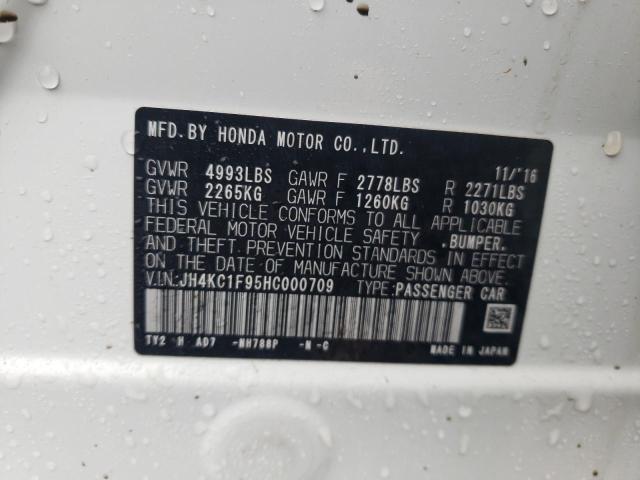 MFD.BY HONDA MOTOR CO.,LTD.
11/'16
GVWR 4993LBS GAWR F 2778LBS R 2271LBS
GVWR 2265KG GAWR F 1260KG R 1030KG
THIS VEHICLE CONFORMS TO ALL APPLICABLE
FEDERAL MOTOR VEHICLE SAFETY ,BUMPER,
AND THEFT PREVENTION STANDARDS IN EFFECT
ON THE DATE OF MANUFACTURE SHOWN ABOVE.
V.I.N:JH4KC1F95HC000709 TYPE:PASSENGER CAR
TY2 H AD7 -NH788P -N -C MADE IN JAPAN